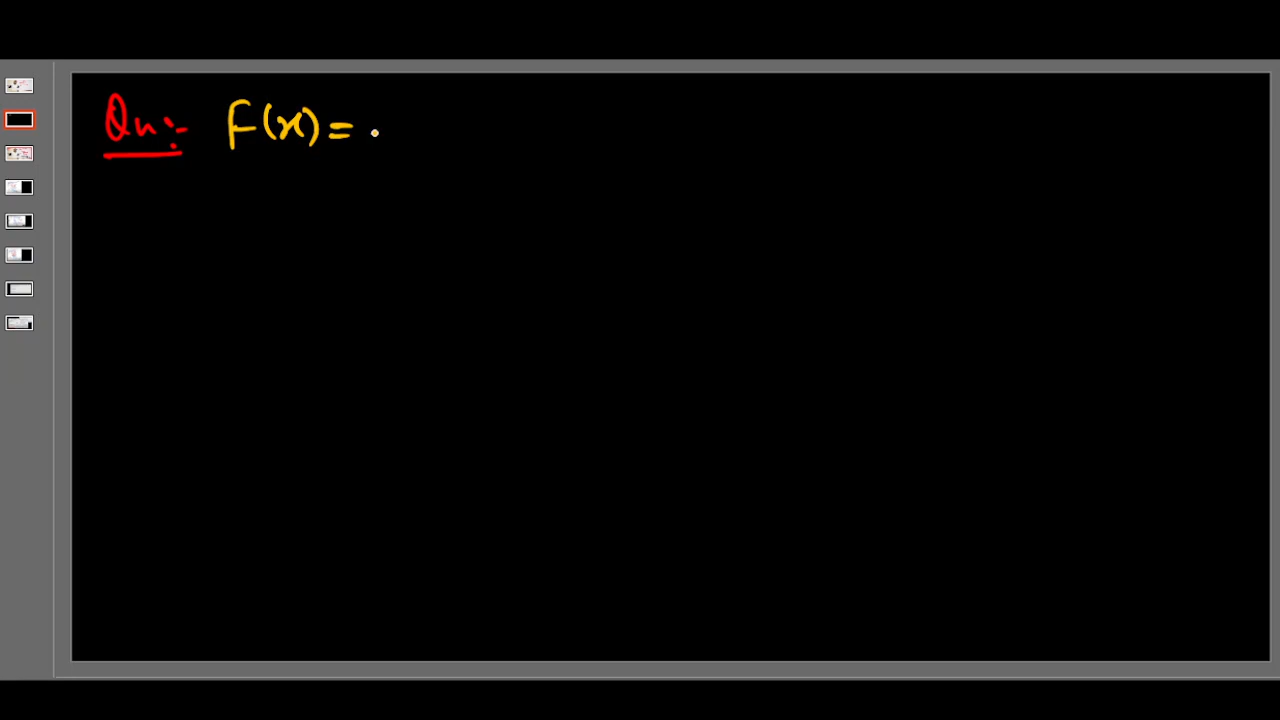 Qn:- F(x) =